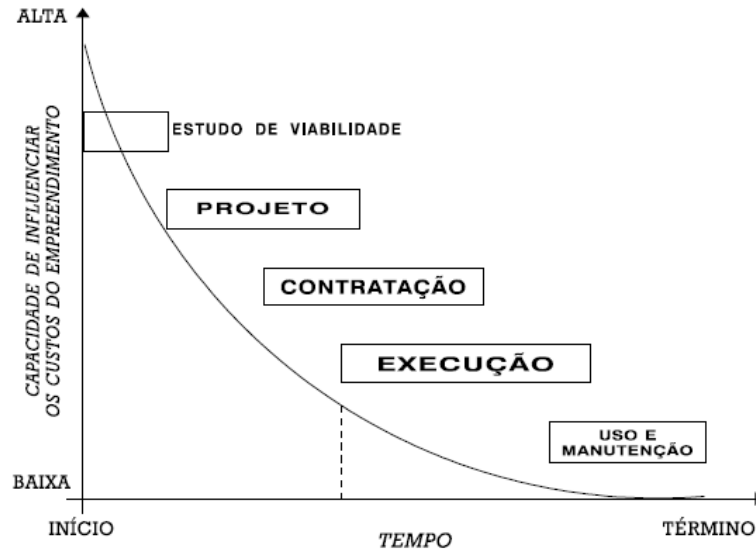 ALTA
CAPACIDADE DE INFLUENCIAR
OS CUSTOS DO EMPREENDIMENTO
ESTUDO DE VIABILIDADE
PROJETO
CONTRATAÇÃO
EXECUÇÃO
USO E
MANUTENÇÃO
BAIXA
INÍCIO
TEMPO
TÉRMINO